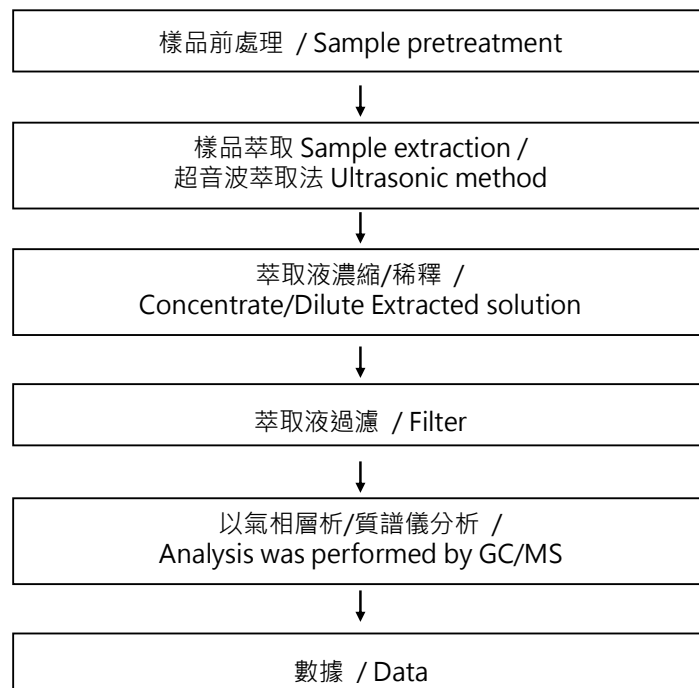 樣品前處理 / Sample pretreatment
樣品萃取 Sample extraction /
超音波萃取法 Ultrasonic method
萃取液濃縮/稀釋 /
Concentrate/Dilute Extracted solution
萃取液過濾 / Filter
以氣相層析/質譜儀分析 /
Analysis was performed by GC/MS
數據 / Data